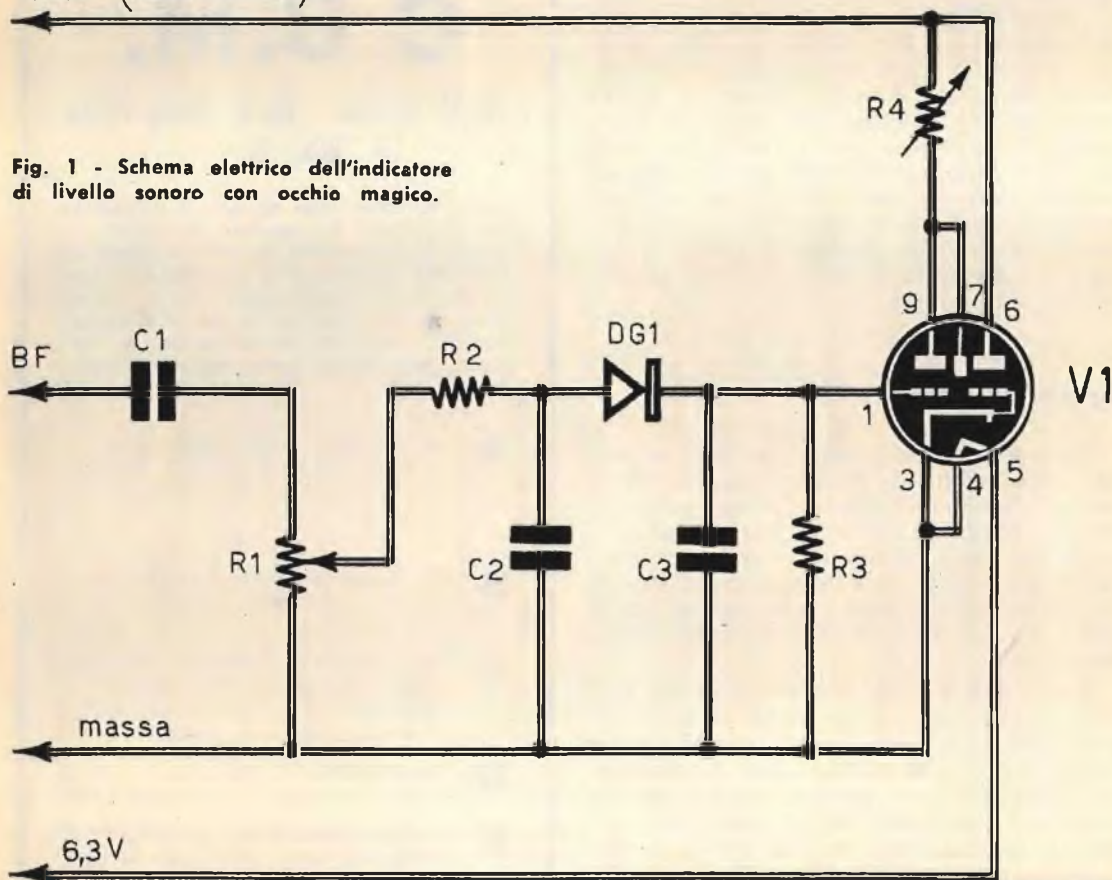 R4
Fig. 1 - Schema elettrico dell'indicatore
di livello sonoro con occhio magico.
9
7
6
BF
C1
R2
DG1
V1
1
3
4
5
R1
C2
C3
R3
massa
6,3V